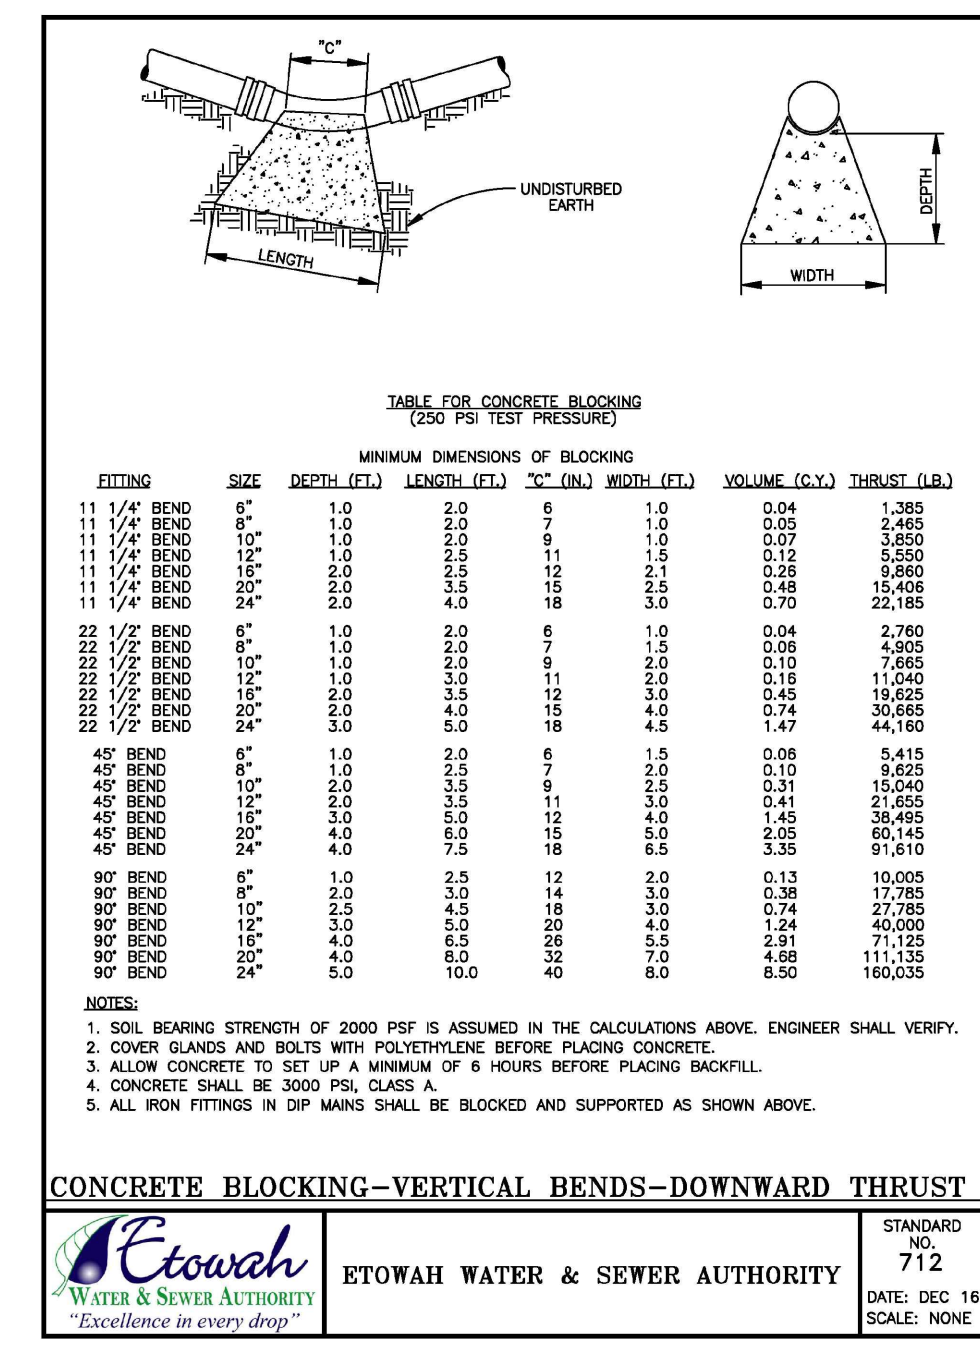 "C"
UNDISTURBED
EARTH
LENGTH
DEPTH
WIDTH
TABLE FOR CONCRETE BLOCKING
(250 PSI TEST PRESSURE)
MINIMUM DIMENSIONS OF BLOCKING
FITTING SIZE DEPTH (FT.) LENGTH (FT.) "C" (IN.) WIDTH (FT.) VOLUME (C.Y.) THRUST (LB.)
11 1/4° BEND 6" 1.0 2.0 6 1.0 0.04 1,385
11 1/4° BEND 8" 1.0 2.0 7 1.0 0.05 2,465
11 1/4° BEND 10" 1.0 2.0 9 1.0 0.07 3,850
11 1/4° BEND 12" 1.0 2.5 11 1.5 0.12 5,550
11 1/4° BEND 16" 2.0 2.5 12 2.1 0.26 9,860
11 1/4° BEND 20" 2.0 3.5 15 2.5 0.48 15,406
11 1/4° BEND 24" 2.0 4.0 18 3.0 0.70 22,185
22 1/2° BEND 6" 1.0 2.0 6 1.0 0.04 2,760
22 1/2° BEND 8" 1.0 2.0 7 1.5 0.06 4,905
22 1/2° BEND 10" 1.0 2.0 9 2.0 0.10 7,665
22 1/2° BEND 12" 1.0 3.0 11 2.0 0.16 11,040
22 1/2° BEND 16" 2.0 3.5 12 3.0 0.45 19,625
22 1/2° BEND 20" 2.0 4.0 15 4.0 0.74 30,665
22 1/2° BEND 24" 3.0 5.0 18 4.5 1.47 44,160
45° BEND 6" 1.0 2.0 6 1.5 0.06 5,415
45° BEND 8" 1.0 2.5 7 2.0 0.10 9,625
45° BEND 10" 2.0 3.5 9 2.5 0.31 15,040
45° BEND 12" 2.0 3.5 11 3.0 0.41 21,655
45° BEND 16" 3.0 5.0 12 4.0 1.45 38,495
45° BEND 20" 4.0 6.0 15 5.0 2.05 60,145
45° BEND 24" 4.0 7.5 18 6.5 3.35 91,610
90° BEND 6" 1.0 2.5 12 2.0 0.13 10,005
90° BEND 8" 2.0 3.0 14 3.0 0.38 17,785
90° BEND 10" 2.5 4.5 18 3.0 0.74 27,785
90° BEND 12" 3.0 5.0 20 4.0 1.24 40,000
90° BEND 16" 4.0 6.5 26 5.5 2.91 71,125
90° BEND 20" 4.0 8.0 32 7.0 4.68 111,135
90° BEND 24" 5.0 10.0 40 8.0 8.50 160,035
NOTES:
1. SOIL BEARING STRENGTH OF 2000 PSF IS ASSUMED IN THE CALCULATIONS ABOVE. ENGINEER SHALL VERIFY.
2. COVER GLANDS AND BOLTS WITH POLYETHYLENE BEFORE PLACING CONCRETE.
3. ALLOW CONCRETE TO SET UP A MINIMUM OF 6 HOURS BEFORE PLACING BACKFILL.
4. CONCRETE SHALL BE 3000 PSI, CLASS A.
5. ALL IRON FITTINGS IN DIP MAINS SHALL BE BLOCKED AND SUPPORTED AS SHOWN ABOVE.
CONCRETE BLOCKING-VERTICAL BENDS-DOWNWARD THRUST
Etowah
WATER & SEWER AUTHORITY
"Excellence in every drop"
ETOWAH WATER & SEWER AUTHORITY
STANDARD
NO.
712
DATE: DEC 16
SCALE: NONE